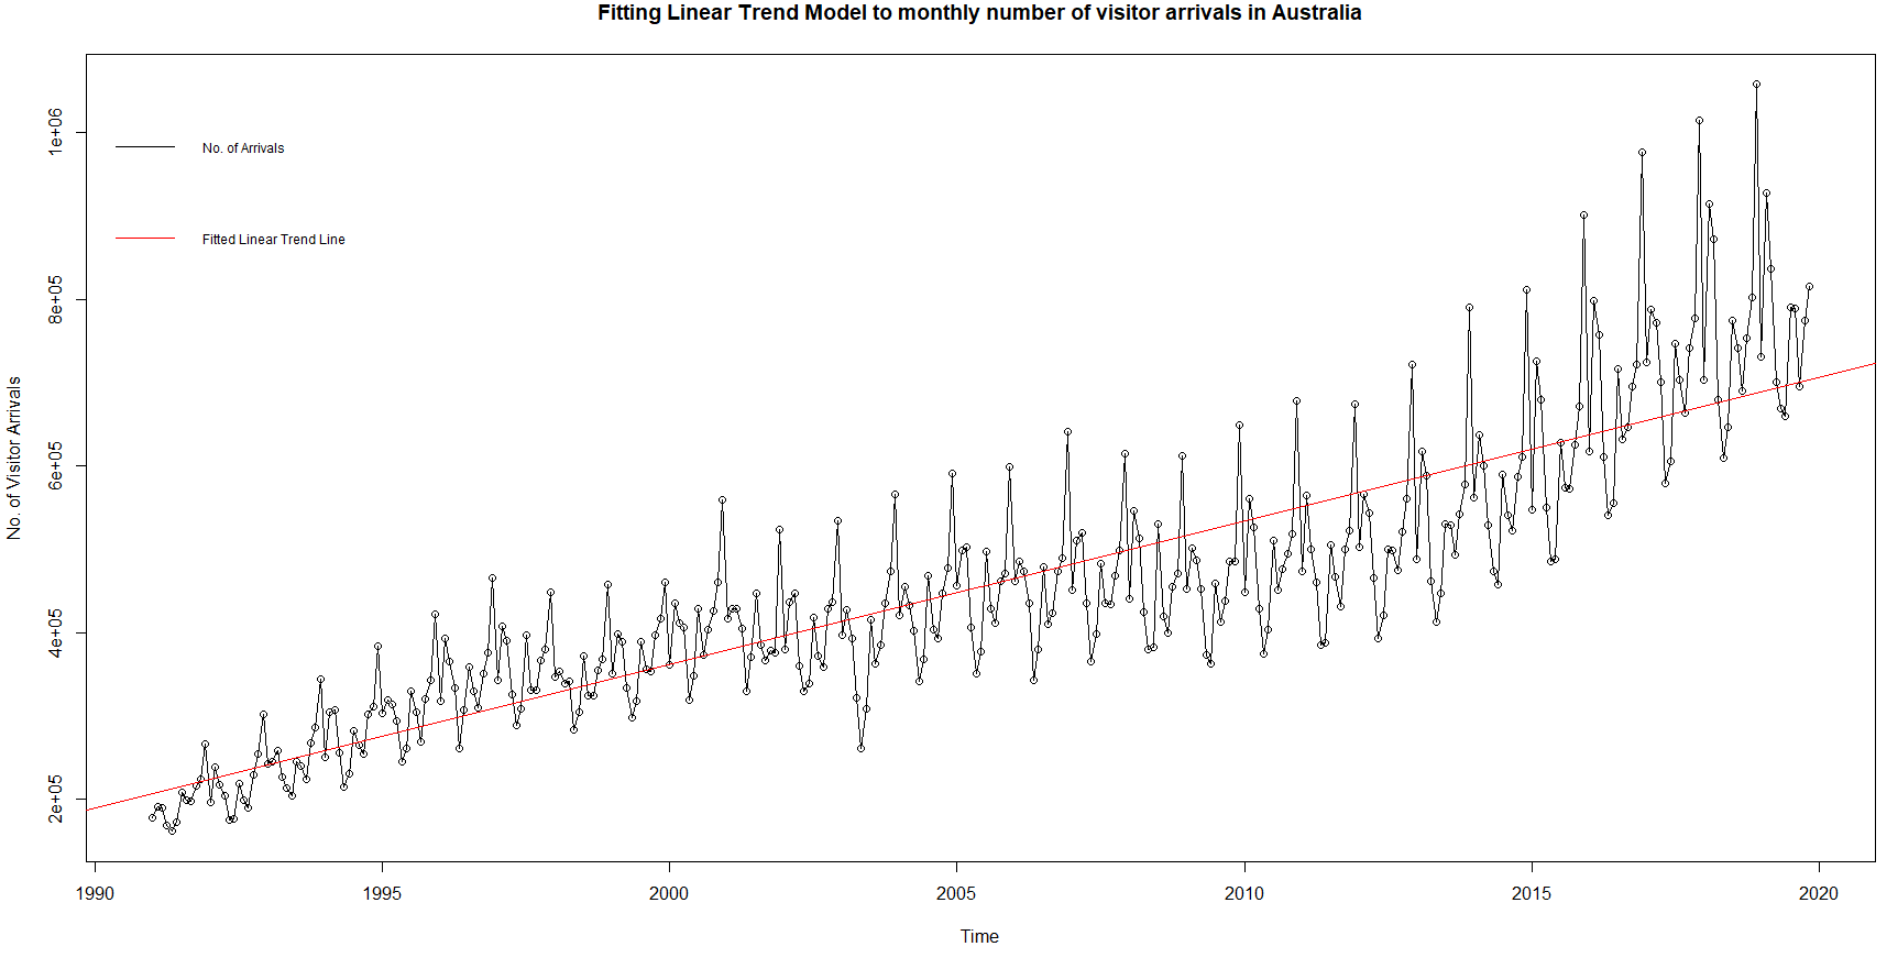 Fitting Linear Trend Model to monthly number of visitor arrivals in Australia
No. of Visitor Arrivals
1e+06
8e+05
6e+05
4e+05
2e+05
No. of Arrivals
Fitted Linear Trend Line
1990 1995 2000 2005 2010 2015 2020
Time